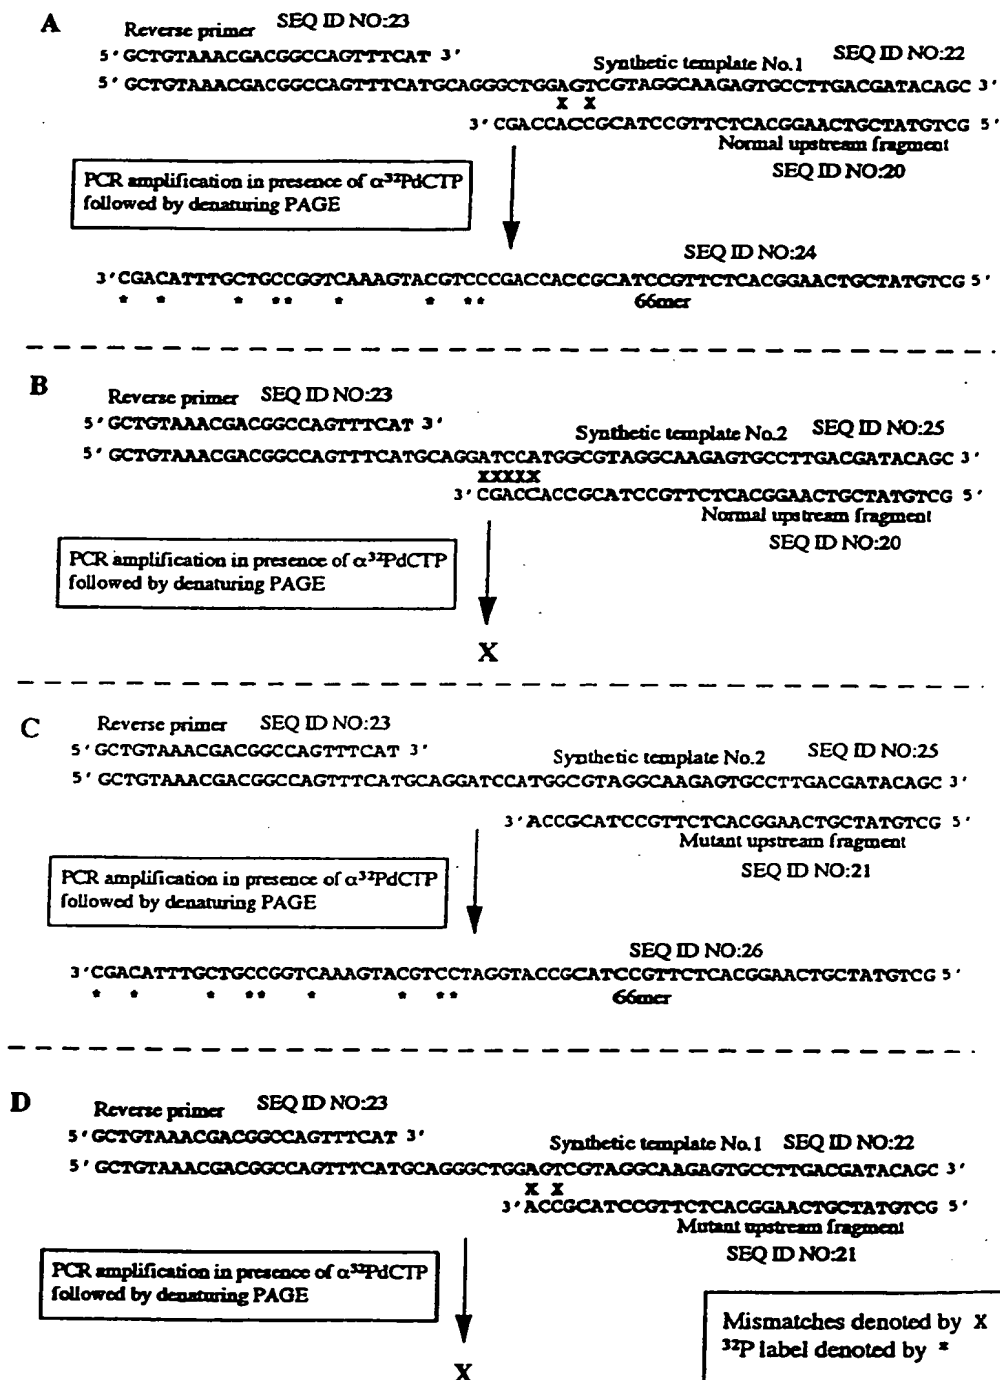 A
Reverse primer SEQ ID NO:23
5'GCTGTAAACGACGGCCAGTTTCAT 3'
Synthetic template No.1 SEQ ID NO:22
5'GCTGTAAACGACGGCCAGTTTCATGCAGGGCTGGAGTCGTAGGCAAGAGTGCCTTGACGATACAGC 3'
X X
3'CGACCACCGCATCCGTTCTCACGGAACTGCTATGTCG 5'
Normal upstream fragment
SEQ ID NO:20
PCR amplification in presence of α³²PdCTP
followed by denaturing PAGE
SEQ ID NO:24
3'CGACATTTGCTGCCGGTCAAAGTACGTCCCGACCACCGCATCCGTTCTCACGGAACTGCTATGTCG 5'
* * * ** * * **
66mer
B
Reverse primer SEQ ID NO:23
5'GCTGTAAACGACGGCCAGTTTCAT 3'
Synthetic template No.2 SEQ ID NO:25
5'GCTGTAAACGACGGCCAGTTTCATGCAGGATCCATGGCGTAGGCAAGAGTGCCTTGACGATACAGC 3'
XXXXX
3'CGACCACCGCATCCGTTCTCACGGAACTGCTATGTCG 5'
Normal upstream fragment
SEQ ID NO:20
PCR amplification in presence of α³²PdCTP
followed by denaturing PAGE
X
C
Reverse primer SEQ ID NO:23
5'GCTGTAAACGACGGCCAGTTTCAT 3'
Synthetic template No.2 SEQ ID NO:25
5'GCTGTAAACGACGGCCAGTTTCATGCAGGATCCATGGCGTAGGCAAGAGTGCCTTGACGATACAGC 3'
3'ACCGCATCCGTTCTCACGGAACTGCTATGTCG 5'
Mutant upstream fragment
SEQ ID NO:21
PCR amplification in presence of α³²PdCTP
followed by denaturing PAGE
SEQ ID NO:26
3'CGACATTTGCTGCCGGTCAAAGTACGTCCTAGGTACCGCATCCGTTCTCACGGAACTGCTATGTCG 5'
* * * ** * * **
66mer
D
Reverse primer SEQ ID NO:23
5'GCTGTAAACGACGGCCAGTTTCAT 3'
Synthetic template No.1 SEQ ID NO:22
5'GCTGTAAACGACGGCCAGTTTCATGCAGGGCTGGAGTCGTAGGCAAGAGTGCCTTGACGATACAGC 3'
X X
3'ACCGCATCCGTTCTCACGGAACTGCTATGTCG 5'
Mutant upstream fragment
SEQ ID NO:21
PCR amplification in presence of α³²PdCTP
followed by denaturing PAGE
X
Mismatches denoted by X
³²P label denoted by *